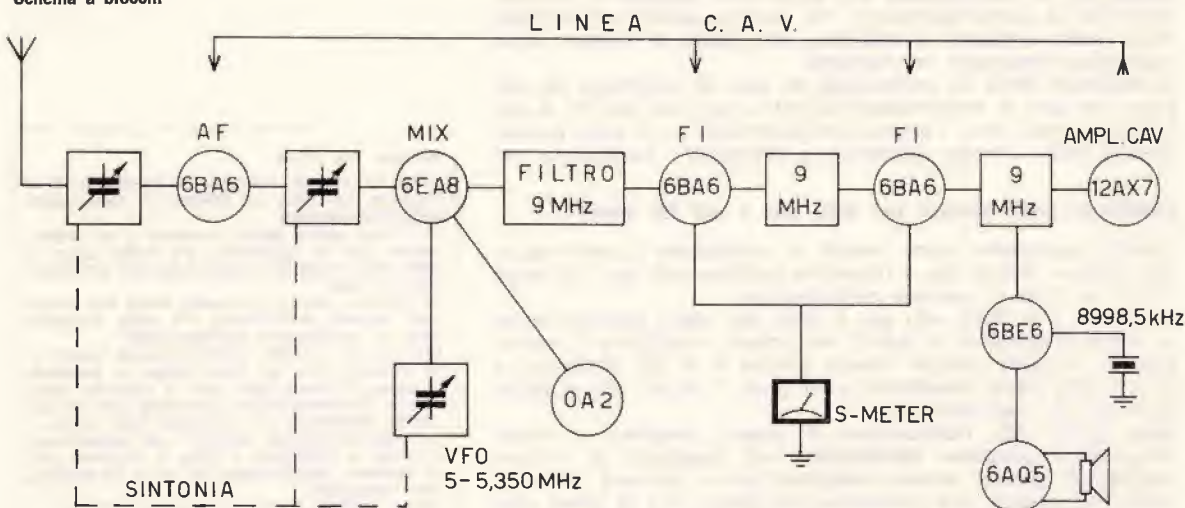 Schema a blocchi
LINEA C. A. V.
AF
MIX
FI
FI
AMPL. CAV
6BA6
6EA8
FILTRO
9 MHz
6BA6
9
MHz
6BA6
9
MHz
12AX7
8998,5 kHz
6BE6
0A2
S-METER
VFO
5-5,350 MHz
SINTONIA
6AQ5